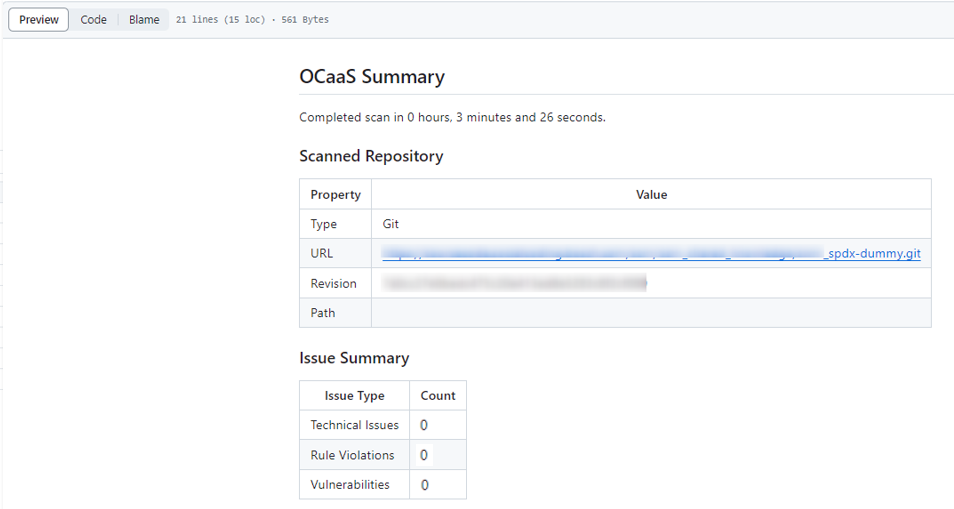 Preview Code Blame 21 lines (15 loc) · 561 Bytes
OCaaS Summary
Completed scan in 0 hours, 3 minutes and 26 seconds.
Scanned Repository
Property Value
Type Git
URL _spdx-dummy.git
Revision
Path
Issue Summary
Issue Type Count
Technical Issues 0
Rule Violations 0
Vulnerabilities 0